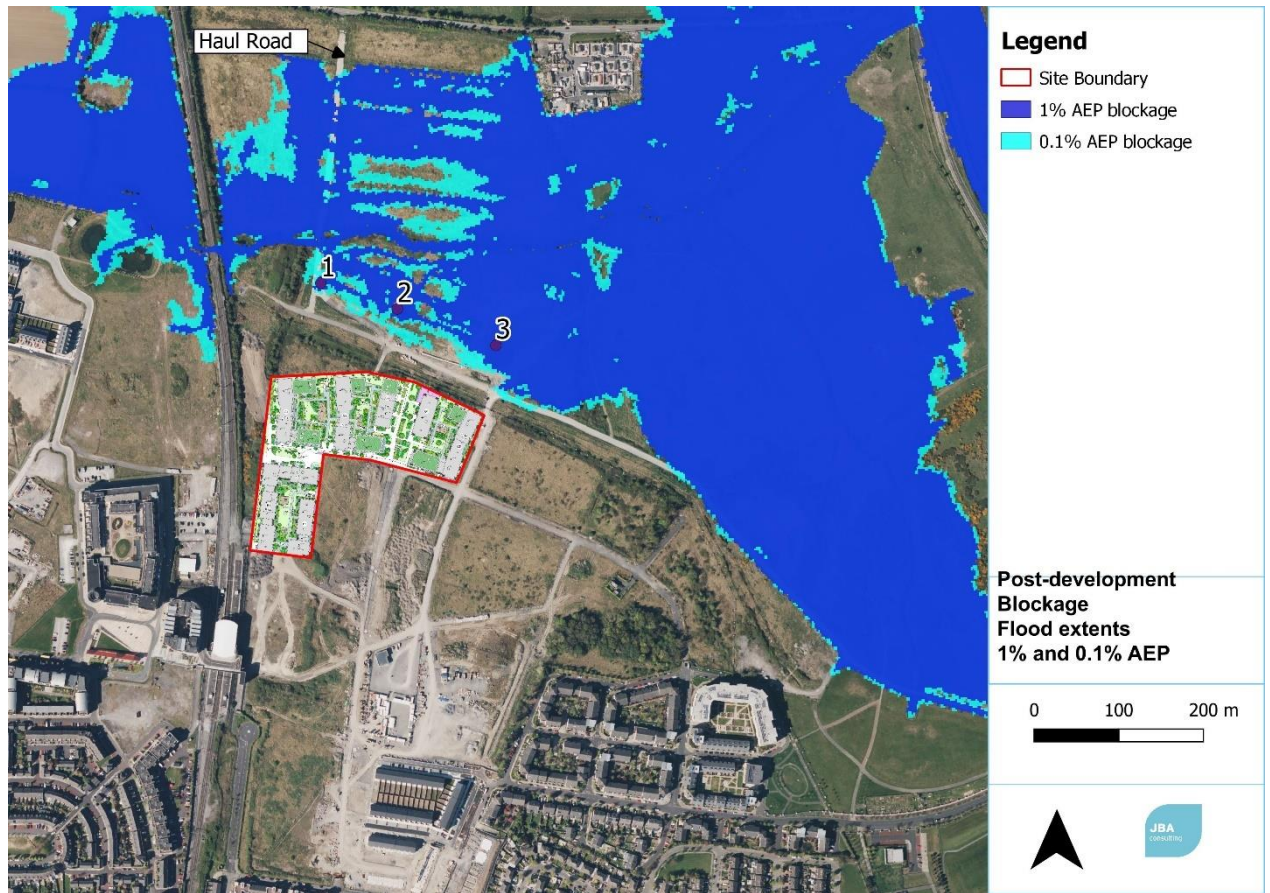 Haul Road
1
2
3
Legend
Site Boundary
1% AEP blockage
0.1% AEP blockage
Post-development
Blockage
Flood extents
1% and 0.1% AEP
0 100 200 m
JBA
consulting